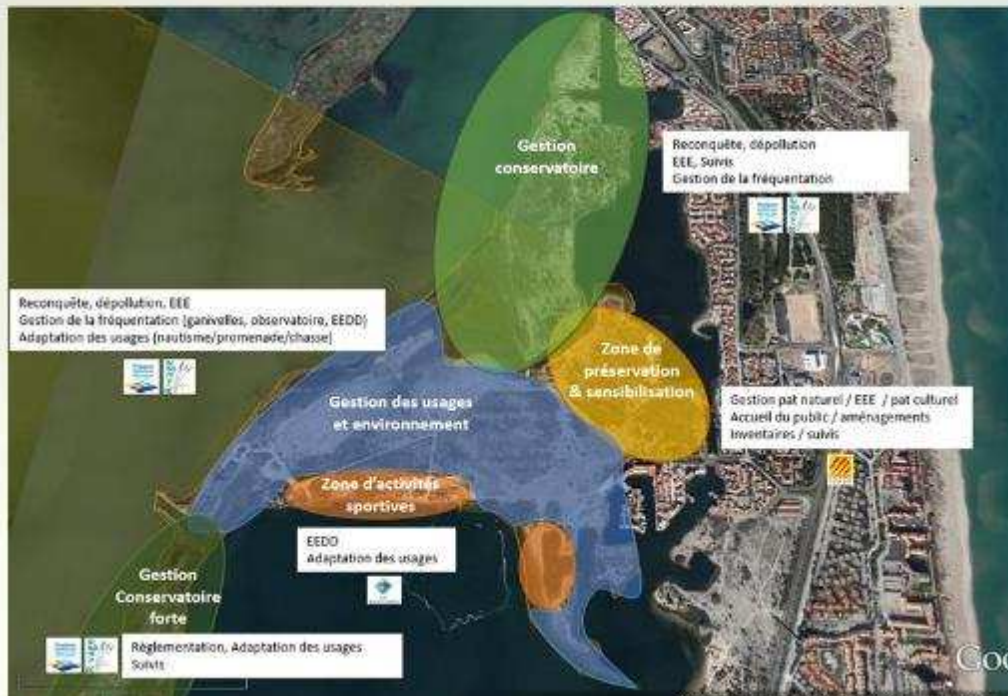 Gestion
conservatoire
Reconquête, dépollution
EEE, Suivis
Gestion de la fréquentation
Reconquête, dépollution, EEE
Gestion de la fréquentation (ganivelles, observatoire, EEDD)
Adaptation des usages (nautisme/promenade/chasse)
Zone de
préservation
& sensibilisation
Gestion des usages
et environnement
Gestion pat naturel / EEE / pat culturel
Accueil du public / aménagements
Inventaires / suivis
Zone d'activités
sportives
EEDD
Adaptation des usages
Gestion
Conservatoire
forte
Règlementation, Adaptation des usages
Suivis
Goo